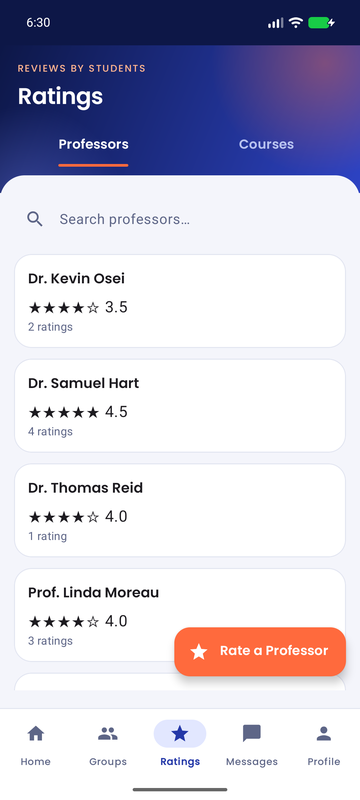 6:30
REVIEWS BY STUDENTS
Ratings
Professors Courses
Search professors…
Dr. Kevin Osei
★★★★☆ 3.5
2 ratings
Dr. Samuel Hart
★★★★★ 4.5
4 ratings
Dr. Thomas Reid
★★★★☆ 4.0
1 rating
Prof. Linda Moreau
★★★★☆ 4.0
3 ratings
★ Rate a Professor
Home Groups Ratings Messages Profile